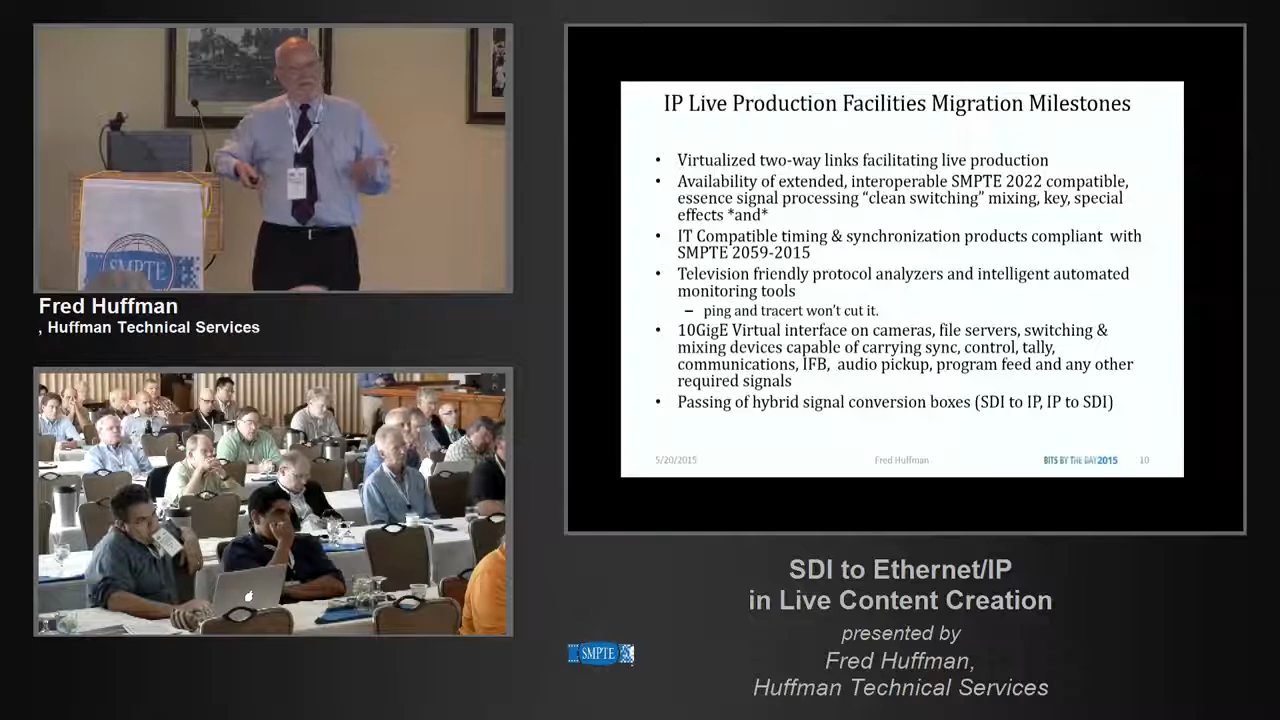 SMPTE
Fred Huffman
, Huffman Technical Services
IP Live Production Facilities Migration Milestones
• Virtualized two-way links facilitating live production
• Availability of extended, interoperable SMPTE 2022 compatible,
essence signal processing “clean switching” mixing, key, special
effects *and*
• IT Compatible timing & synchronization products compliant with
SMPTE 2059-2015
• Television friendly protocol analyzers and intelligent automated
monitoring tools
– ping and tracert won’t cut it.
• 10GigE Virtual interface on cameras, file servers, switching &
mixing devices capable of carrying sync, control, tally,
communications, IFB, audio pickup, program feed and any other
required signals
• Passing of hybrid signal conversion boxes (SDI to IP, IP to SDI)
5/20/2015 Fred Huffman BITS BY THE BAY2015 10
SDI to Ethernet/IP
in Live Content Creation
presented by
Fred Huffman,
Huffman Technical Services
SMPTE